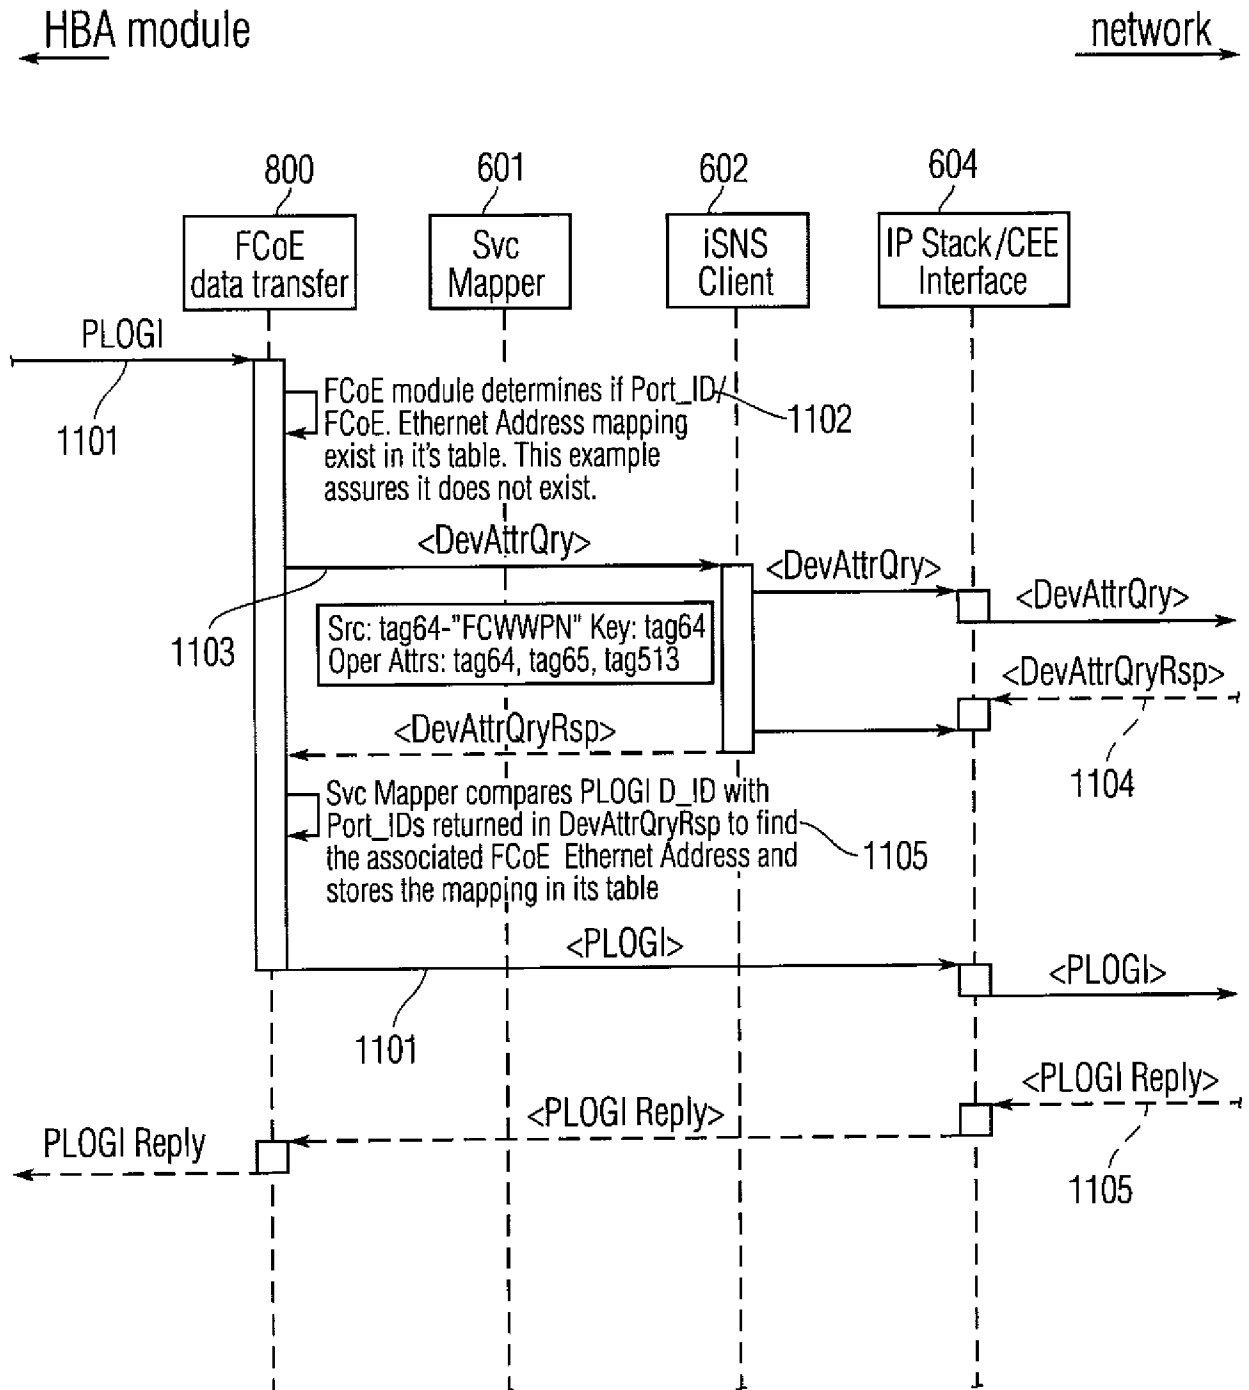 HBA module
network
800
601
602
604
FCoE
data transfer
Svc
Mapper
iSNS
Client
IP Stack/CEE
Interface
PLOGI
1101
FCoE module determines if Port_ID/
FCoE. Ethernet Address mapping
exist in it's table. This example
assures it does not exist.
1102
<DevAttrQry>
<DevAttrQry>
<DevAttrQry>
1103
Src: tag64-"FCWWPN" Key: tag64
Oper Attrs: tag64, tag65, tag513
<DevAttrQryRsp>
<DevAttrQryRsp>
1104
Svc Mapper compares PLOGI D_ID with
Port_IDs returned in DevAttrQryRsp to find
the associated FCoE Ethernet Address and
stores the mapping in its table
1105
<PLOGI>
<PLOGI>
1101
<PLOGI Reply>
<PLOGI Reply>
PLOGI Reply
1105